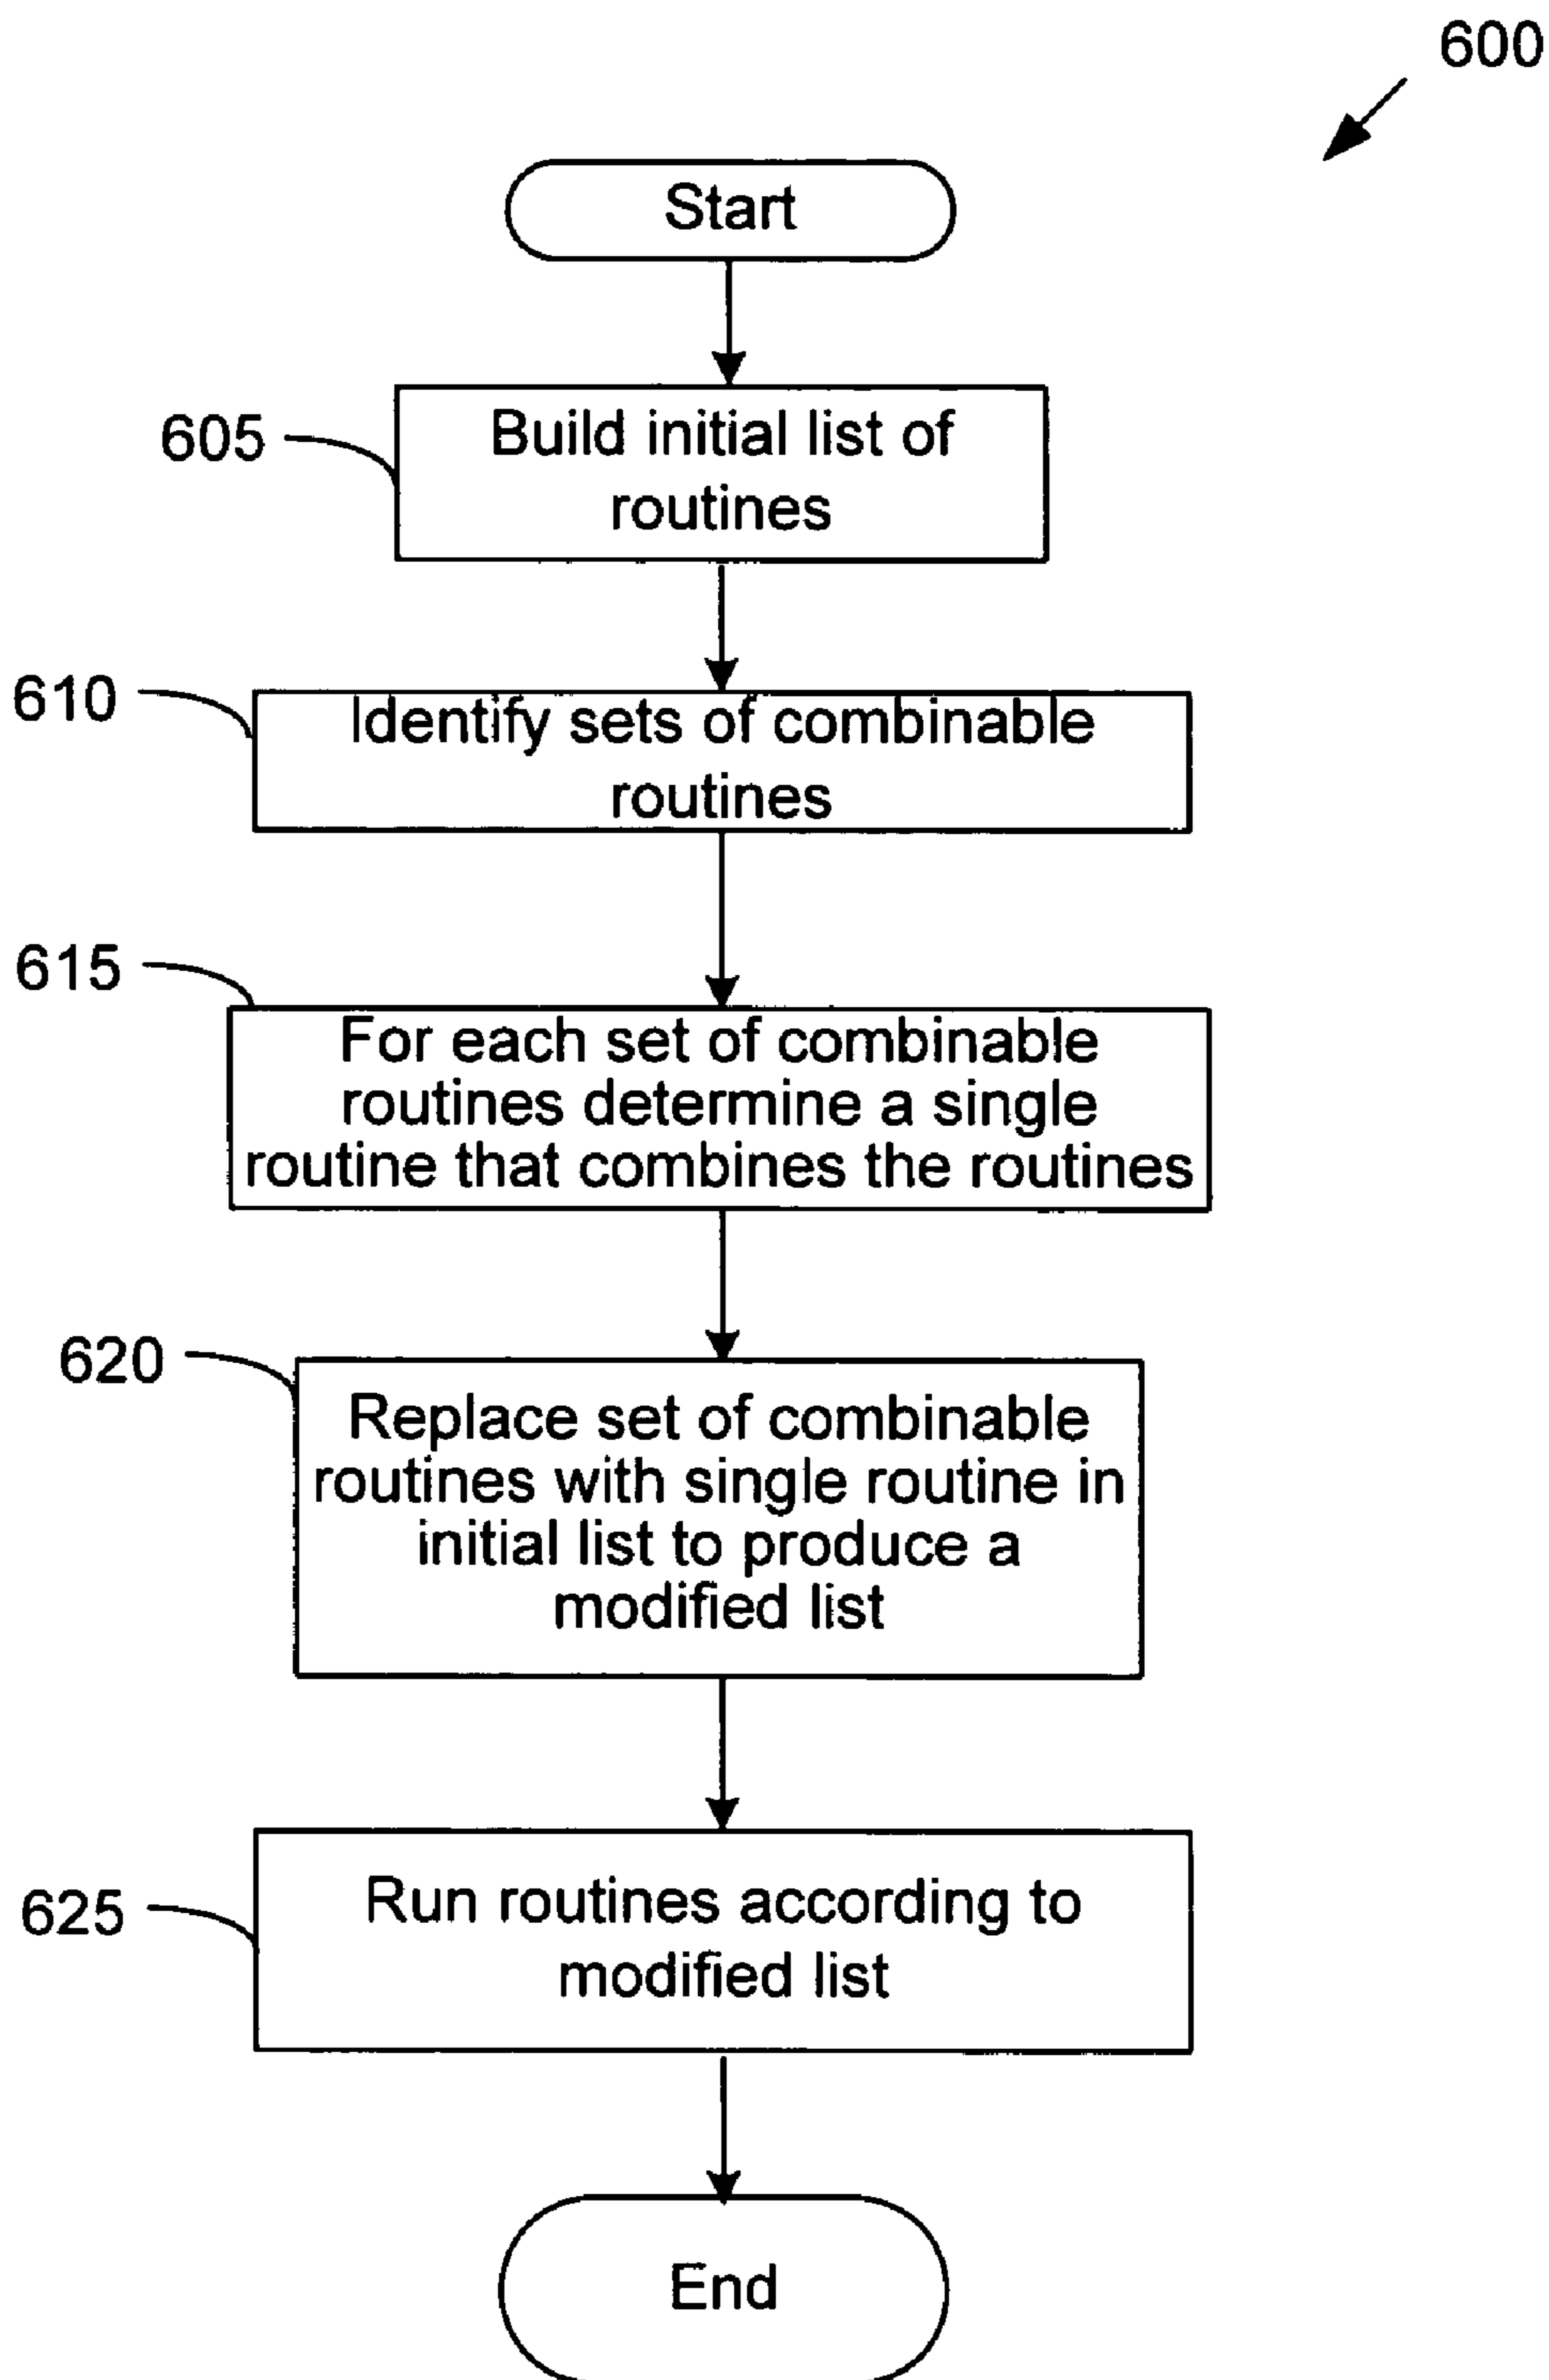 600
Start
605
Build initial list of
routines
610
Identify sets of combinable
routines
615
For each set of combinable
routines determine a single
routine that combines the routines
620
Replace set of combinable
routines with single routine in
initial list to produce a
modified list
625
Run routines according to
modified list
End